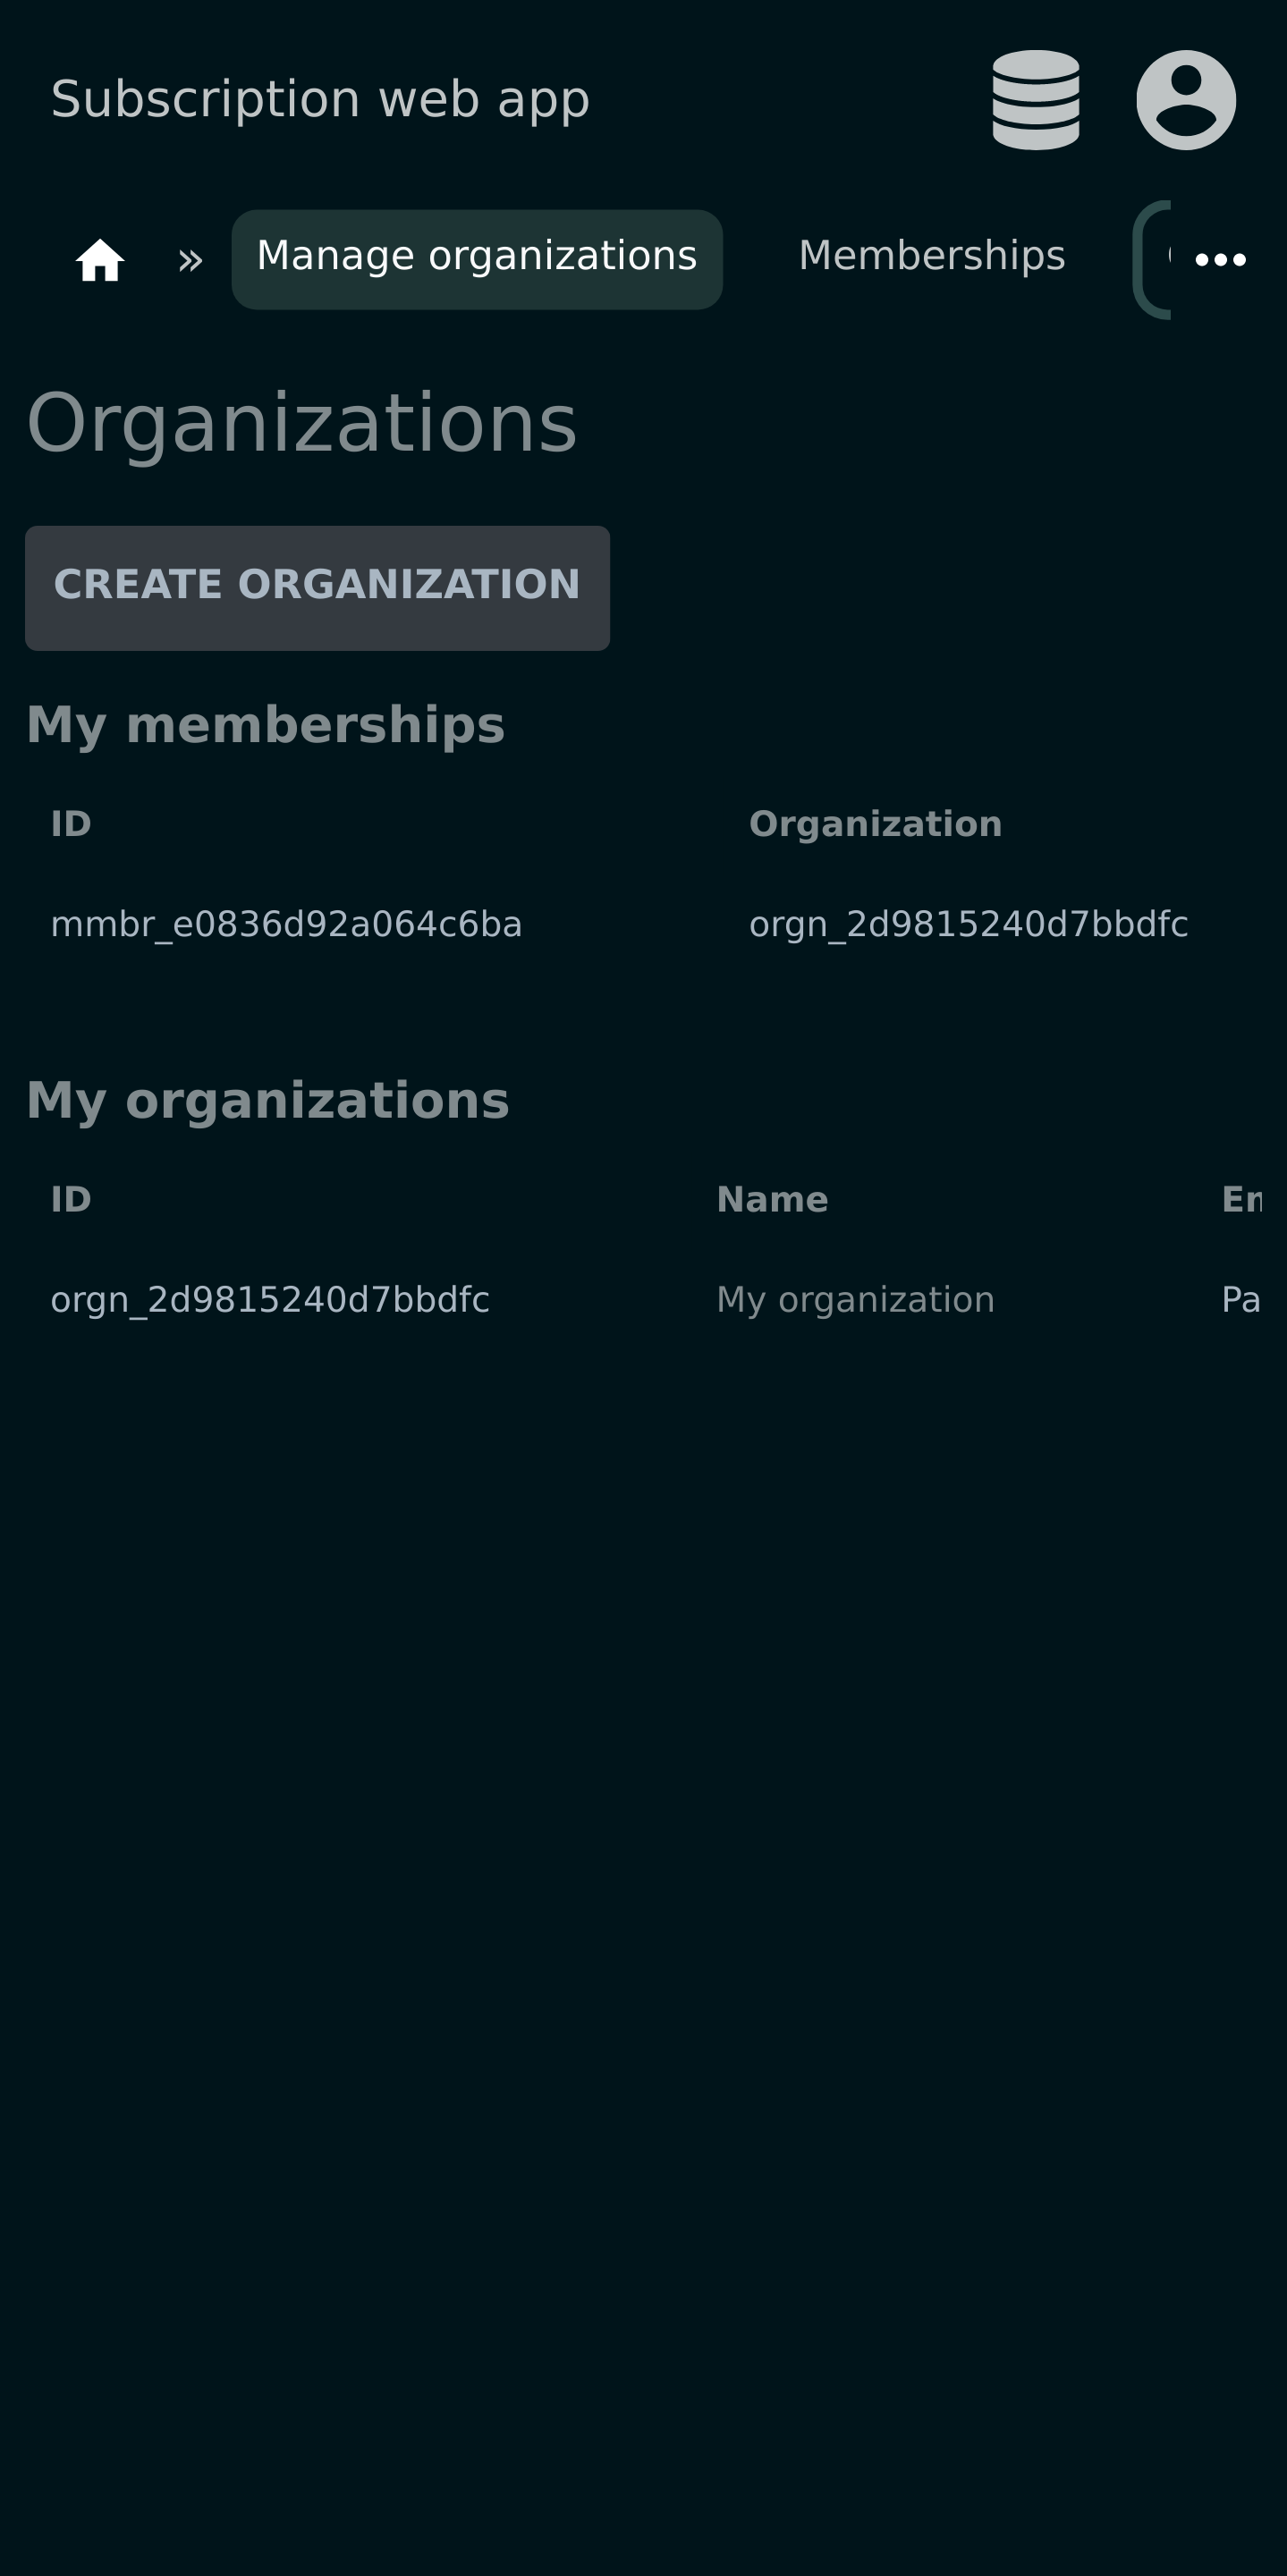 Subscription web app
» Manage organizations Memberships
Organizations
CREATE ORGANIZATION
My memberships
ID Organization
mmbr_e0836d92a064c6ba orgn_2d9815240d7bbdfc
My organizations
ID Name
orgn_2d9815240d7bbdfc My organization Pa